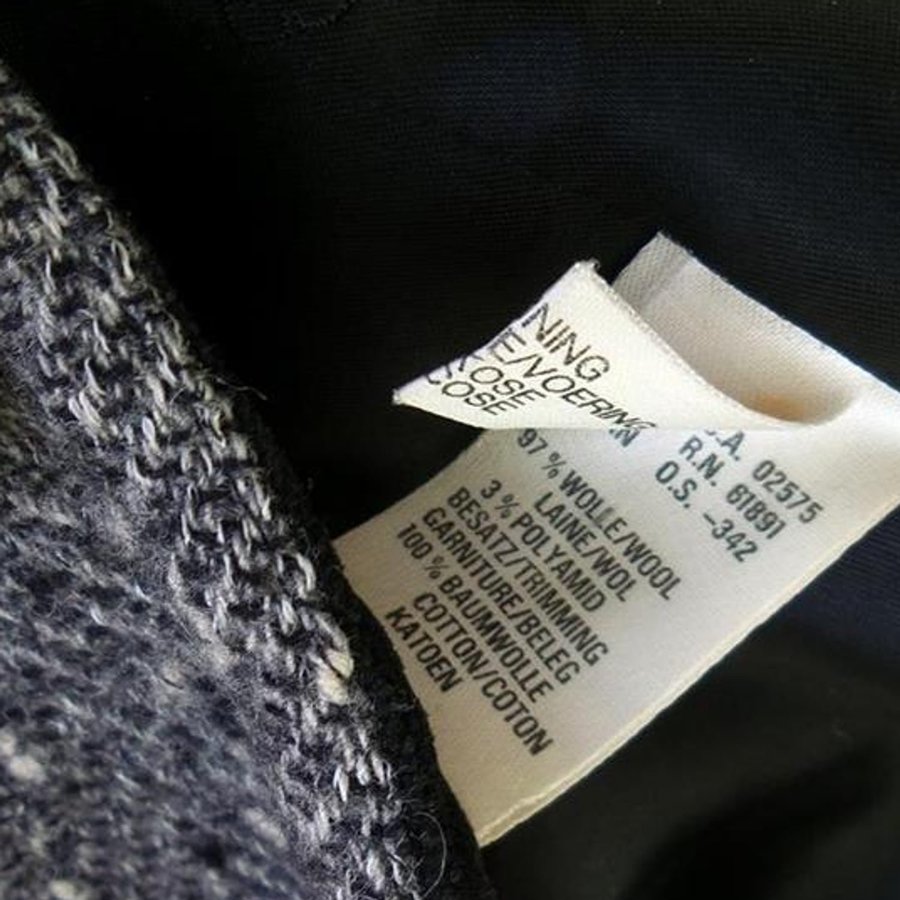 NING
E/VOERING
KOSE
COSE
.A. 02575
R.N. 61891
O.S. –342
97 % WOLLE/WOOL
LAINE/WOL
3 % POLYAMID
BESATZ/TRIMMING
GARNITURE/BELEG
100 % BAUMWOLLE
COTTON/COTON
KATOEN